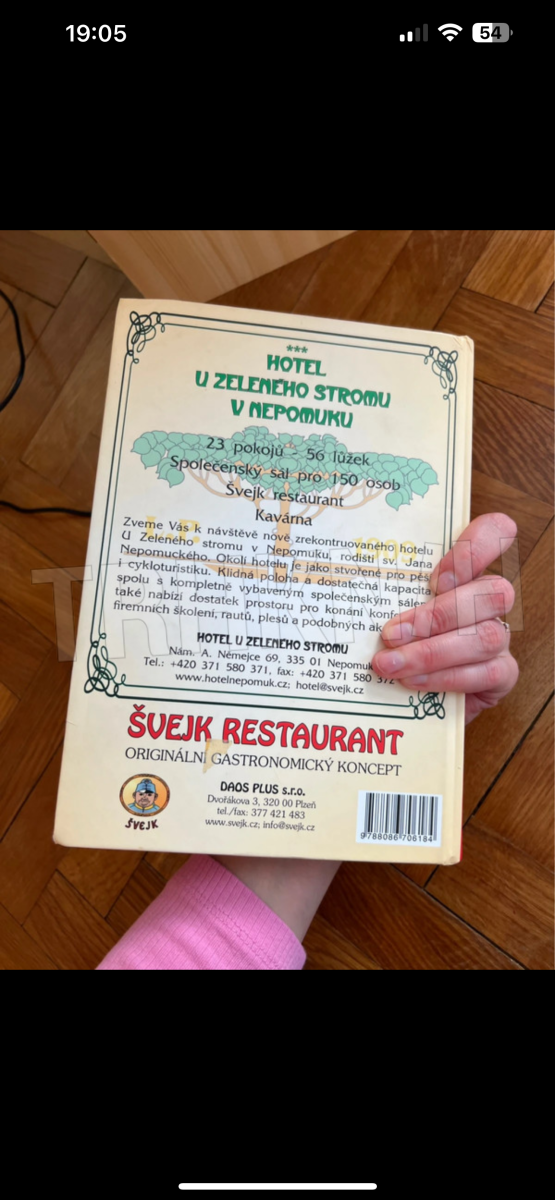 19:05
54
***
HOTEL
U ZELENÉHO STROMU
V NEPOMUKU
23 pokojů - 56 lůžek
Společenský sál pro 150 osob
Švejk restaurant
Kavárna
Zveme Vás k návštěvě nově zrekontruovaného hotelu
U Zeleného stromu v Nepomuku, rodišti sv. Jana
Nepomuckého. Okolí hotelu je jako stvořené pro pěší
i cykloturistiku. Klidná poloha a dostatečná kapacita
spolu s kompletně vybaveným společenským sálem
také nabízí dostatek prostoru pro konání
firemních školení, rautů, plesů a podobných
HOTEL U ZELENÉHO STROMU
Nám. A. Němejce 69, 335 01 Nepomuk
Tel.: +420 371 580 371, fax: +420 371 580 372
www.hotelnepomuk.cz; hotel@svejk.cz
ŠVEJK RESTAURANT
ORIGINÁLNÍ GASTRONOMICKÝ KONCEPT
DAOS PLUS s.r.o.
Dvořákova 3, 320 00 Plzeň
tel./fax: 377 421 483
www.svejk.cz; info@svejk.cz
ŠVEJK
9788086706184